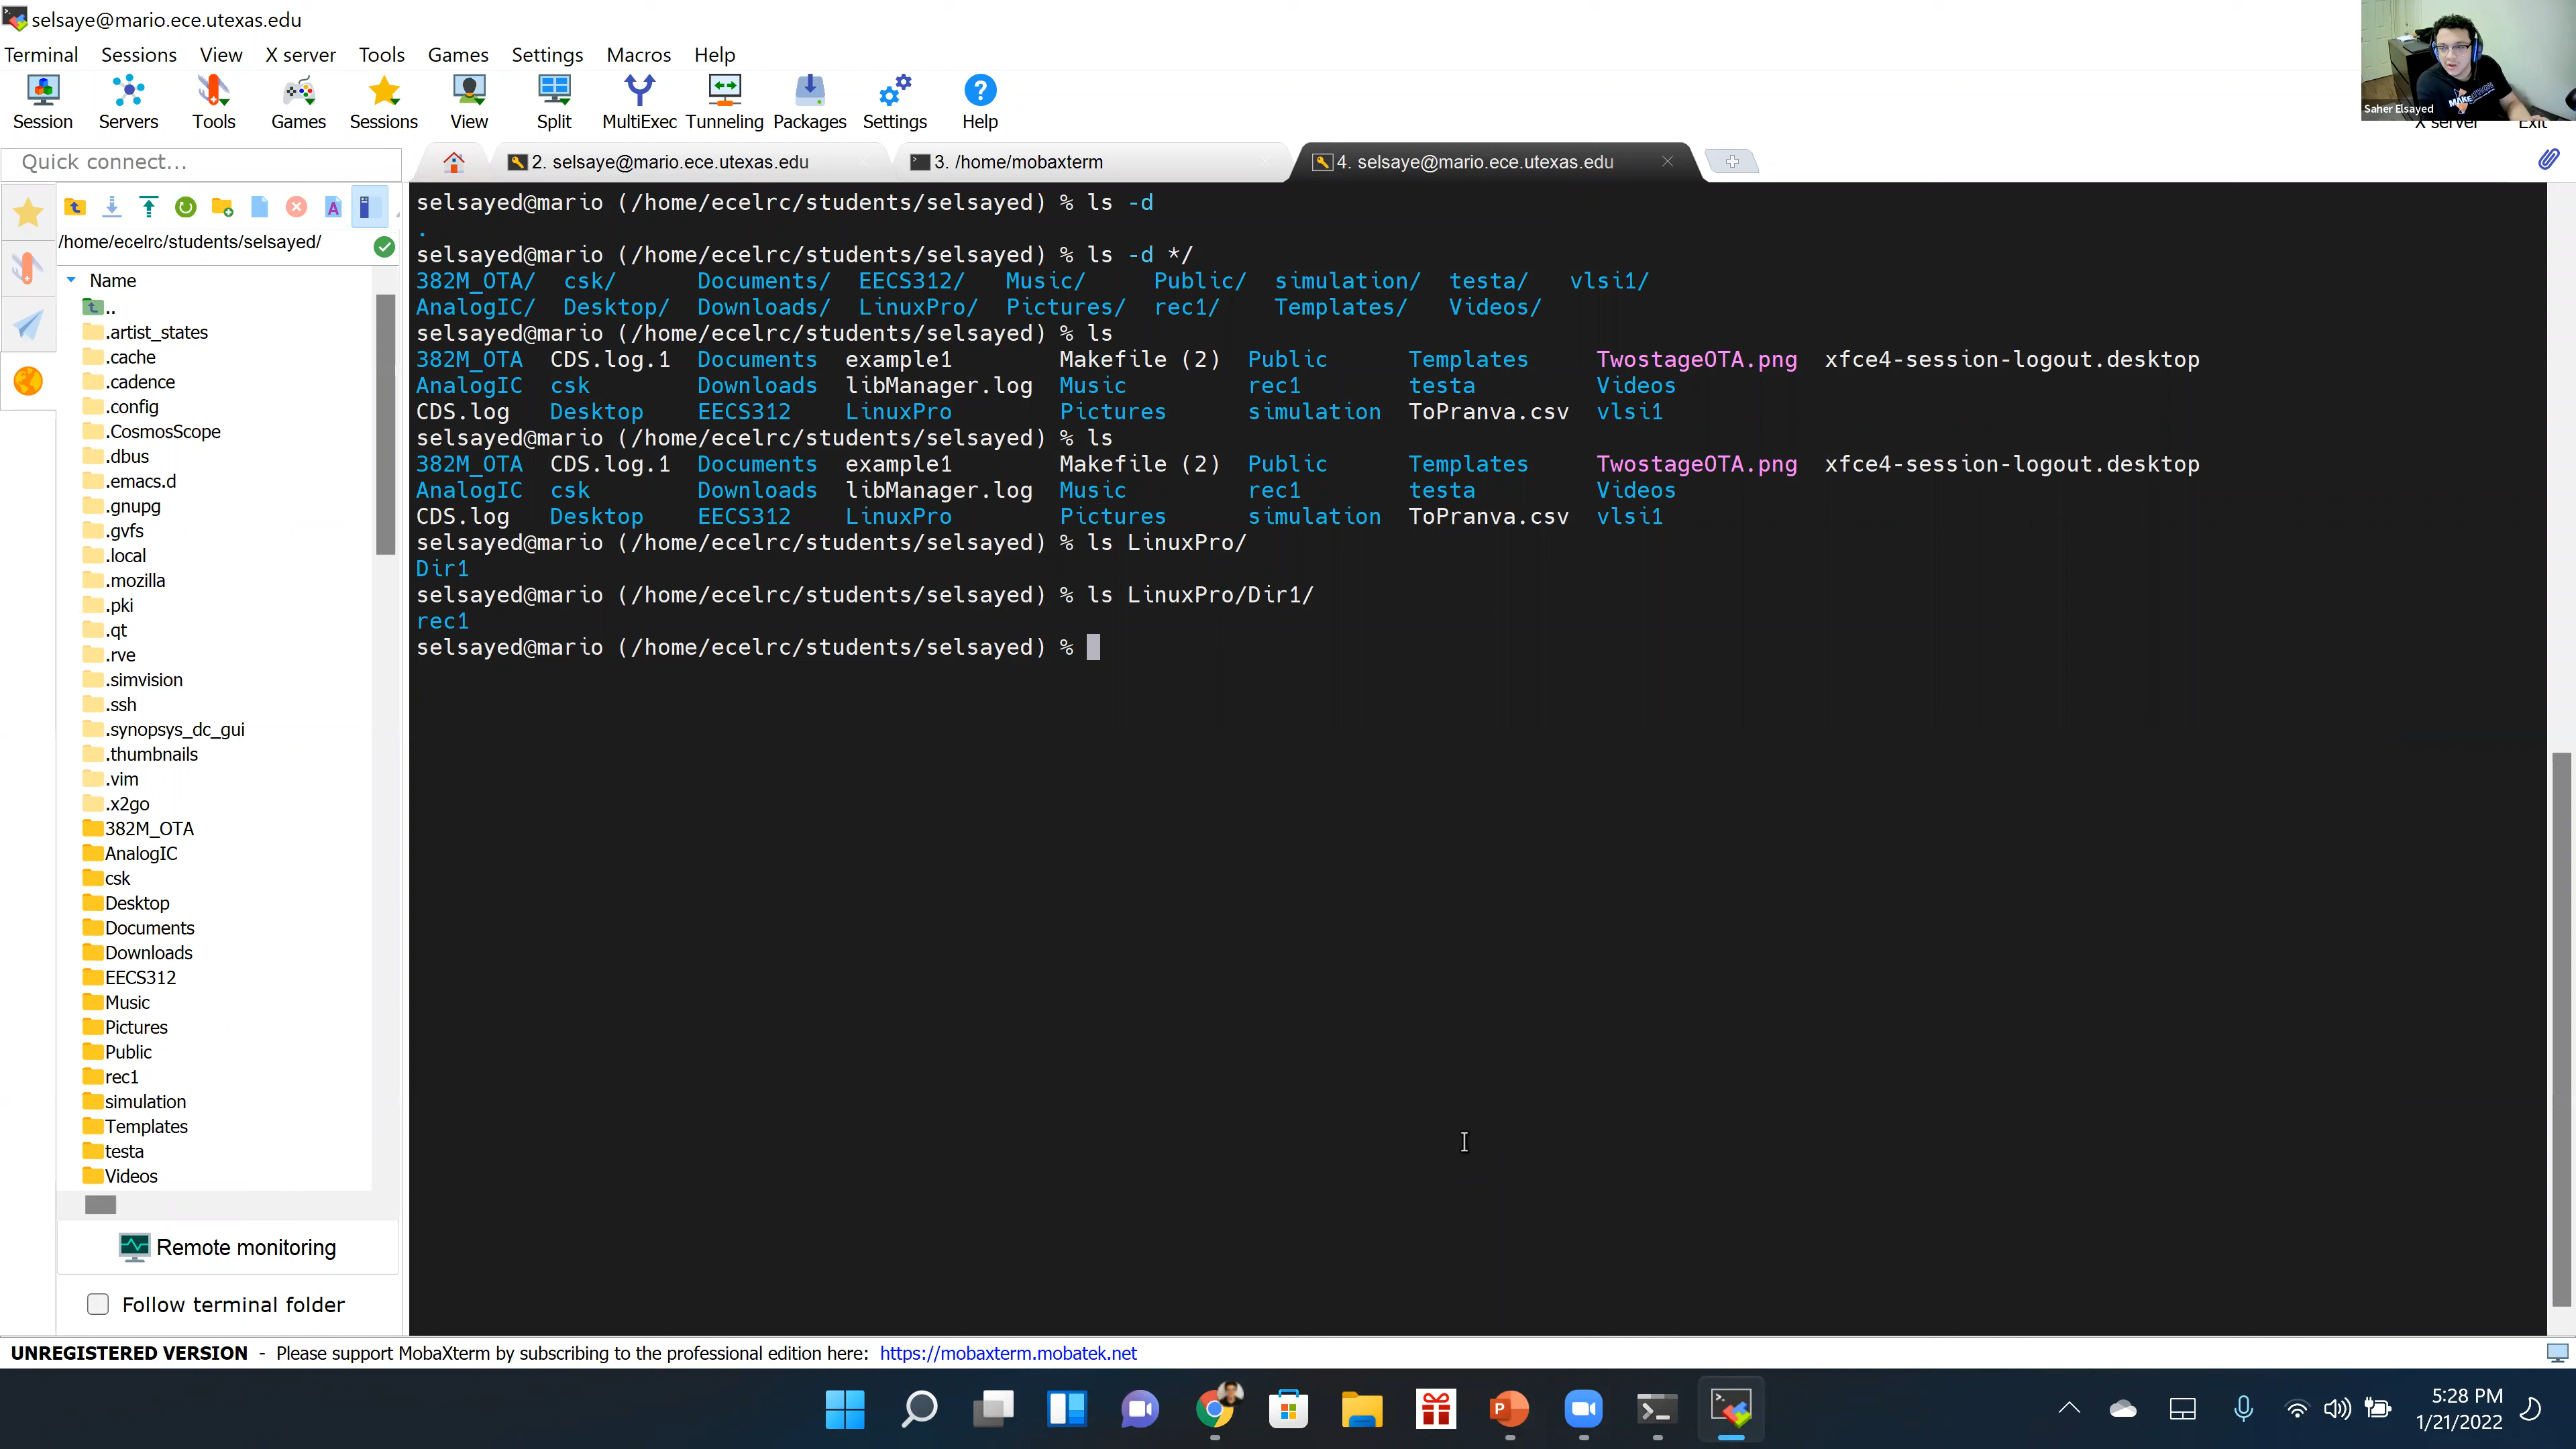 selsaye@mario.ece.utexas.edu
Terminal Sessions View X server Tools Games Settings Macros Help
Session Servers Tools Games Sessions View Split MultiExec Tunneling Packages Settings Help
Saher Elsayed
X server Exit
Quick connect...
2. selsaye@mario.ece.utexas.edu
3. /home/mobaxterm
4. selsaye@mario.ece.utexas.edu
/home/ecelrc/students/selsayed/
Name
..
.artist_states
.cache
.cadence
.config
.CosmosScope
.dbus
.emacs.d
.gnupg
.gvfs
.local
.mozilla
.pki
.qt
.rve
.simvision
.ssh
.synopsys_dc_gui
.thumbnails
.vim
.x2go
382M_OTA
AnalogIC
csk
Desktop
Documents
Downloads
EECS312
Music
Pictures
Public
rec1
simulation
Templates
testa
Videos
Remote monitoring
Follow terminal folder
selsayed@mario (/home/ecelrc/students/selsayed) % ls -d
.
selsayed@mario (/home/ecelrc/students/selsayed) % ls -d */
382M_OTA/ csk/ Documents/ EECS312/ Music/ Public/ simulation/ testa/ vlsi1/
AnalogIC/ Desktop/ Downloads/ LinuxPro/ Pictures/ rec1/ Templates/ Videos/
selsayed@mario (/home/ecelrc/students/selsayed) % ls
382M_OTA CDS.log.1 Documents example1 Makefile (2) Public Templates TwostageOTA.png xfce4-session-logout.desktop
AnalogIC csk Downloads libManager.log Music rec1 testa Videos
CDS.log Desktop EECS312 LinuxPro Pictures simulation ToPranva.csv vlsi1
selsayed@mario (/home/ecelrc/students/selsayed) % ls
382M_OTA CDS.log.1 Documents example1 Makefile (2) Public Templates TwostageOTA.png xfce4-session-logout.desktop
AnalogIC csk Downloads libManager.log Music rec1 testa Videos
CDS.log Desktop EECS312 LinuxPro Pictures simulation ToPranva.csv vlsi1
selsayed@mario (/home/ecelrc/students/selsayed) % ls LinuxPro/
Dir1
selsayed@mario (/home/ecelrc/students/selsayed) % ls LinuxPro/Dir1/
rec1
selsayed@mario (/home/ecelrc/students/selsayed) %
UNREGISTERED VERSION - Please support MobaXterm by subscribing to the professional edition here: https://mobaxterm.mobatek.net
5:28 PM
1/21/2022